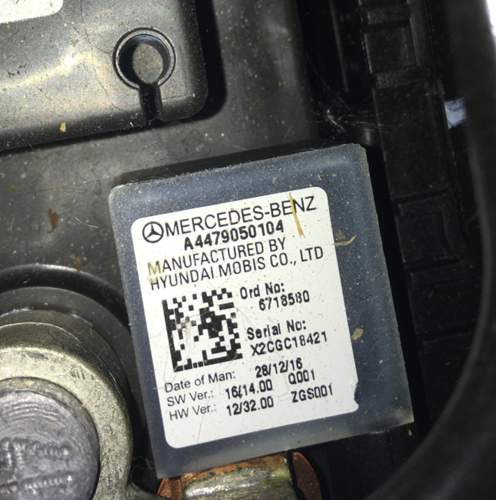 MERCEDES-BENZ
A4479050104
MANUFACTURED BY
HYUNDAI MOBIS CO., LTD
Ord No:
6718580
Serial No:
X2CGC18421
Date of Man: 28/12/16
SW Ver.: 16/14.00 Q001
HW Ver.: 12/32.00 ZGS001